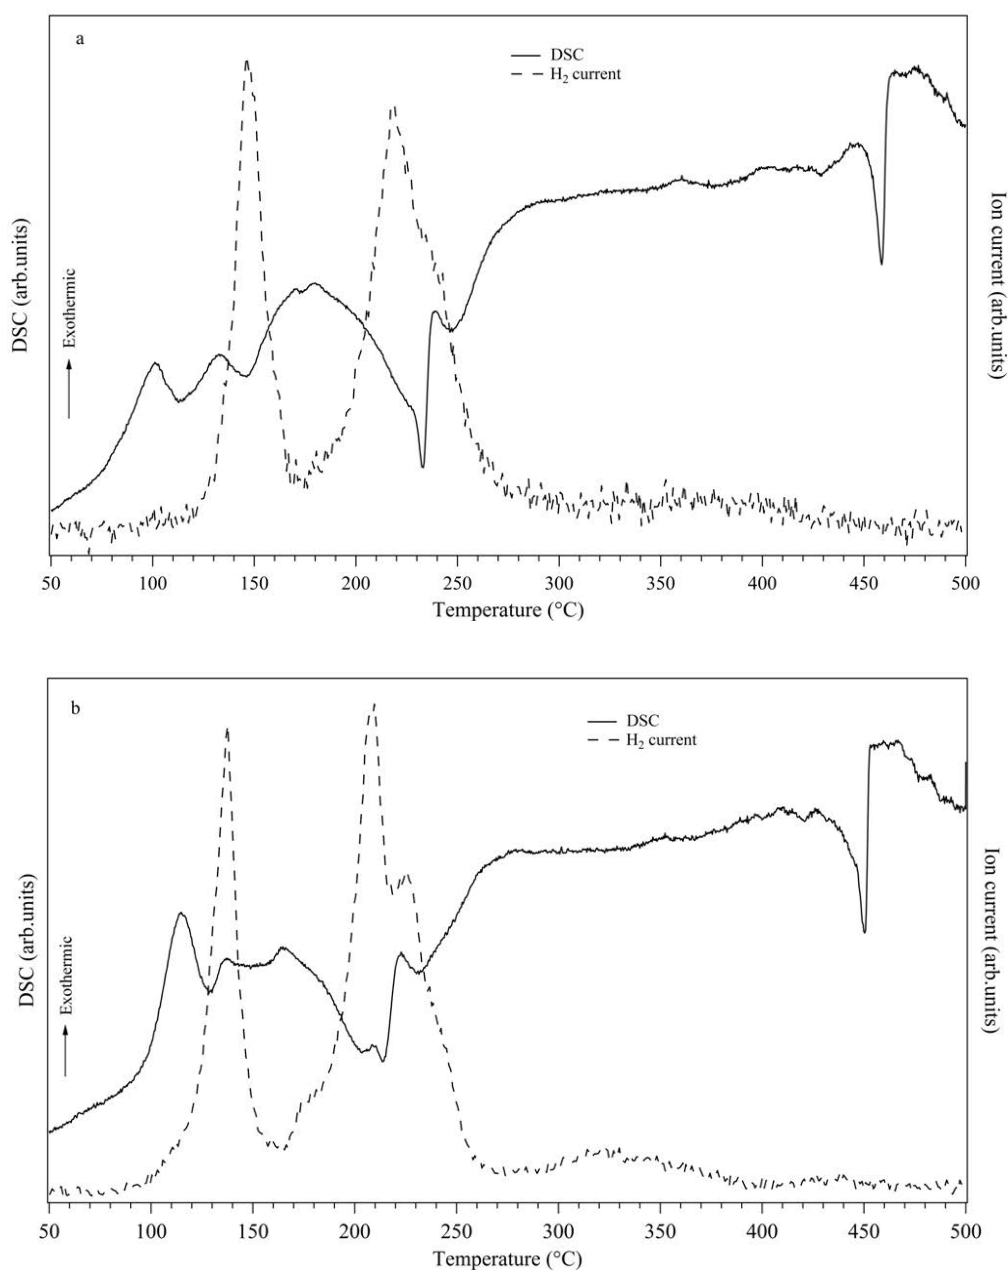 a
DSC
H₂ current
DSC (arb.units)
Exothermic
Ion current (arb.units)
50 100 150 200 250 300 350 400 450 500
Temperature (°C)
b
DSC
H₂ current
DSC (arb.units)
Exothermic
Ion current (arb.units)
50 100 150 200 250 300 350 400 450 500
Temperature (°C)